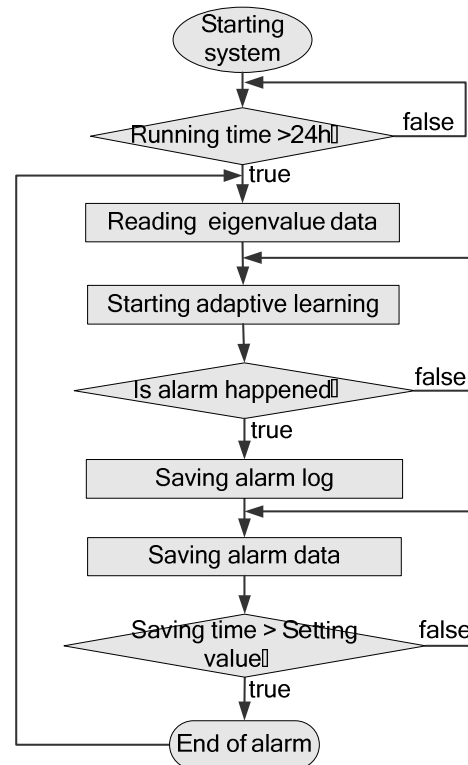 Starting
system
Running time >24h
false
true
Reading eigenvalue data
Starting adaptive learning
Is alarm happened
false
true
Saving alarm log
Saving alarm data
Saving time > Setting
value
false
true
End of alarm